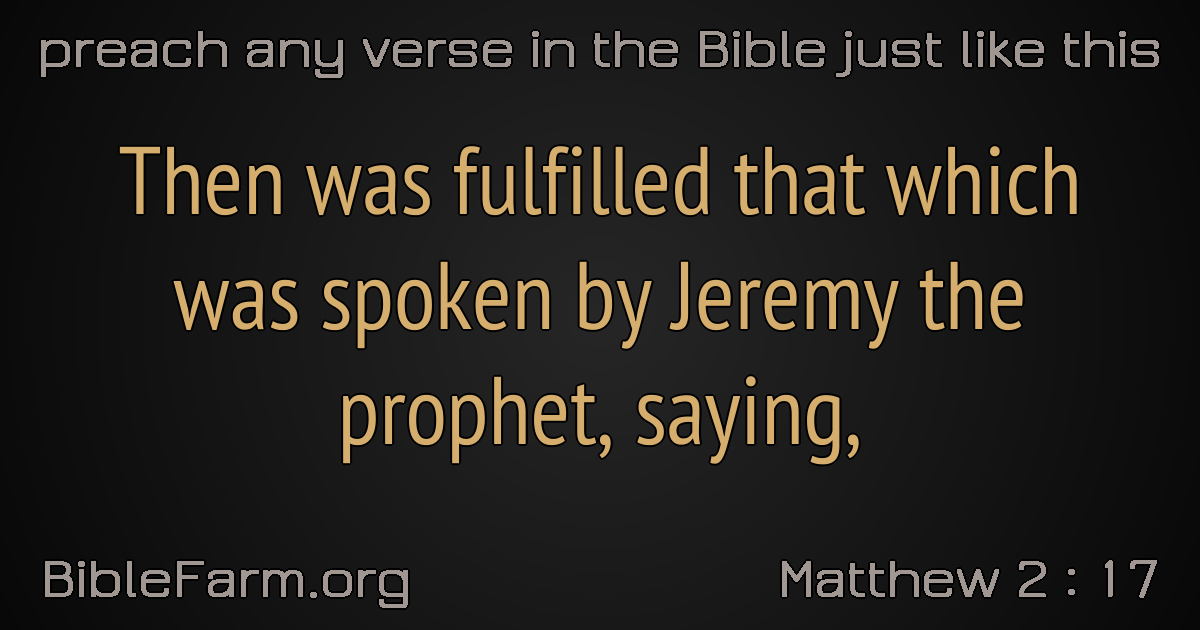 preach any verse in the Bible just like this
Then was fulfilled that which
was spoken by Jeremy the
prophet, saying,
BibleFarm.org
Matthew 2 : 17